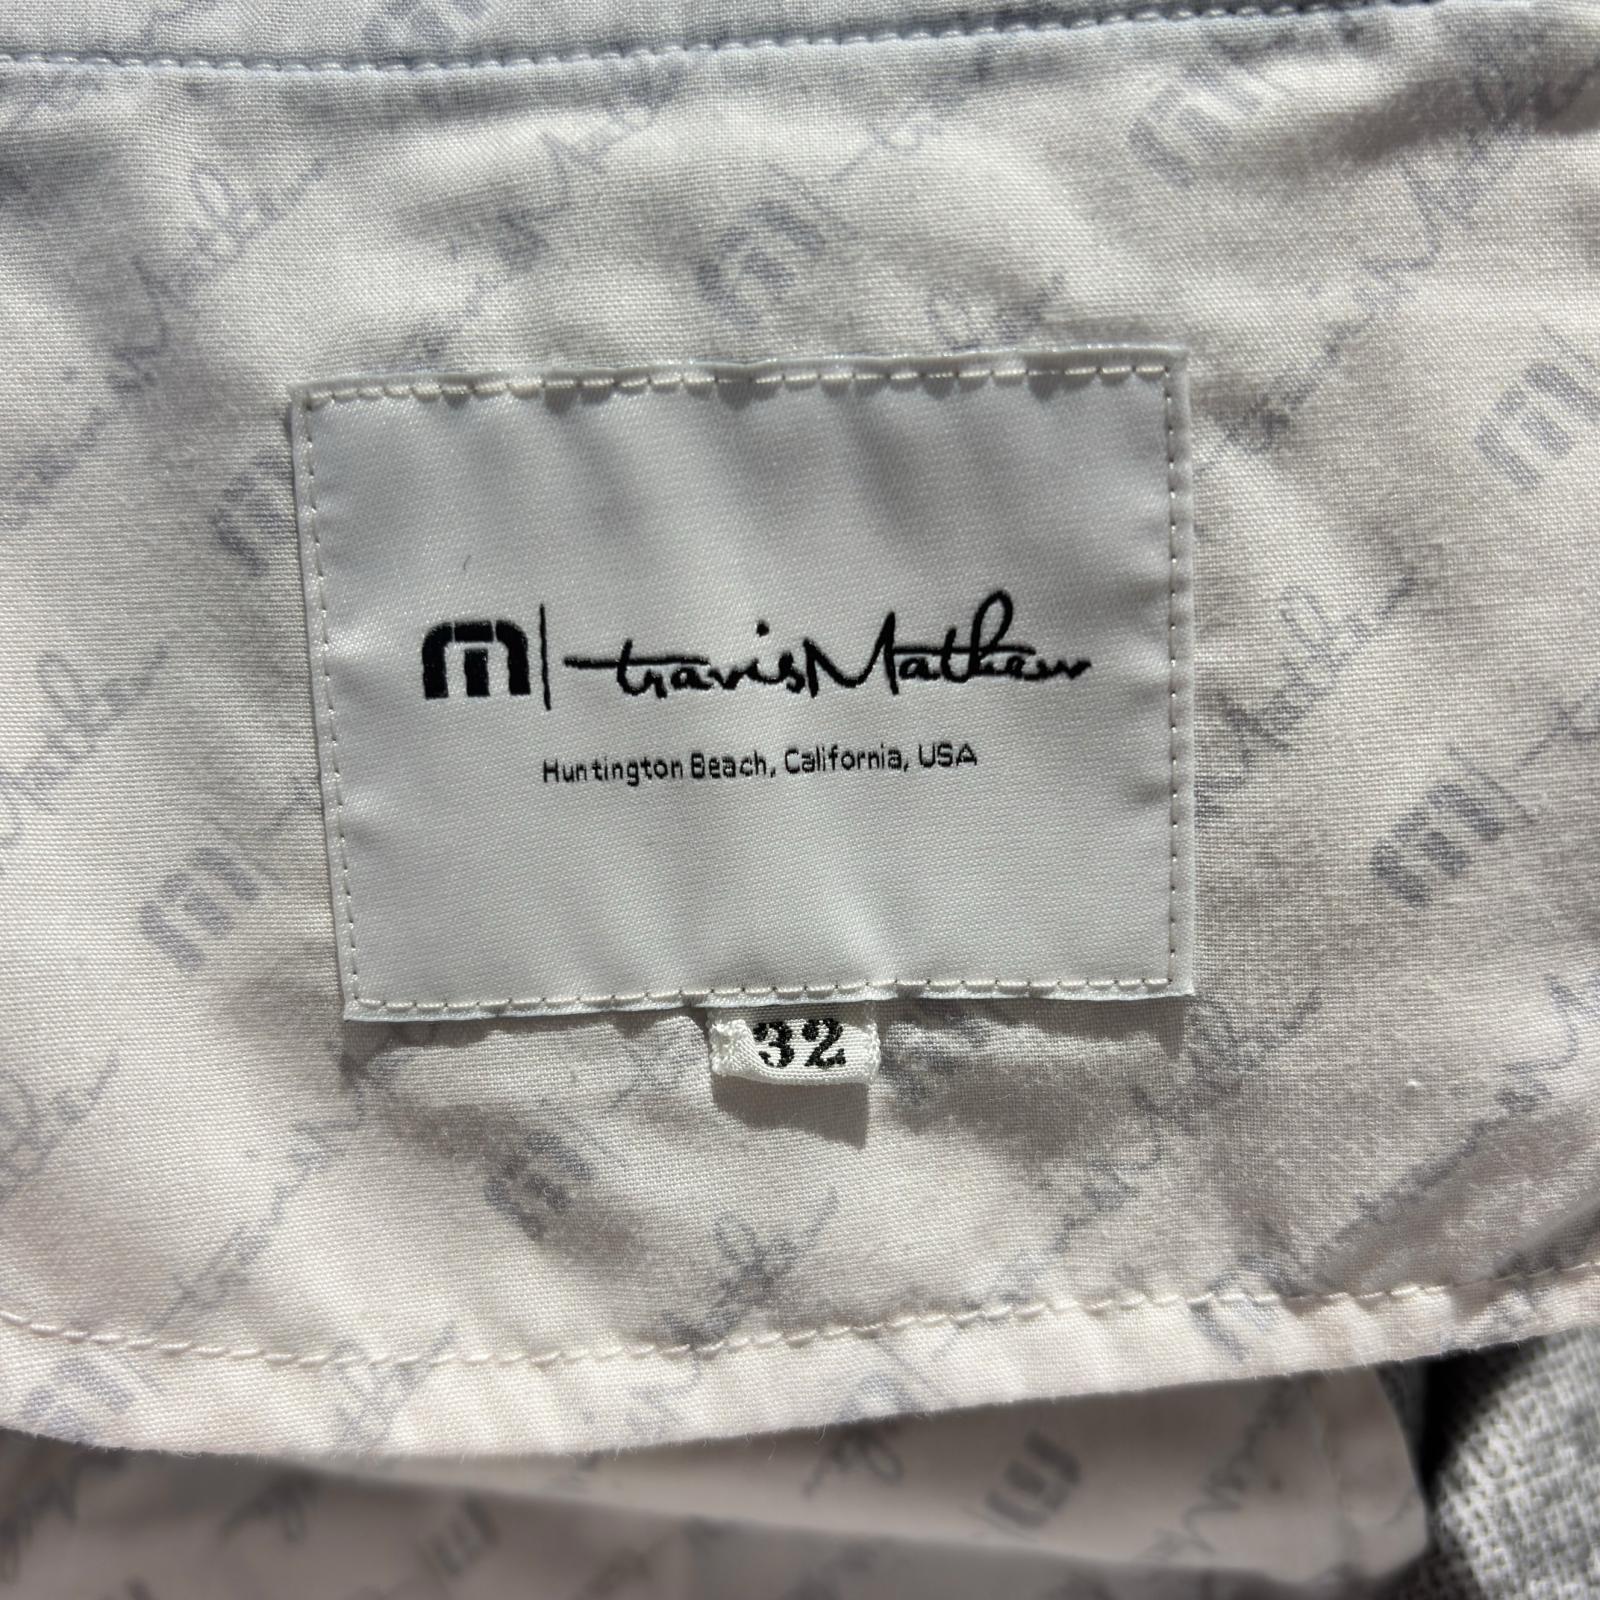 travisMathew
Huntington Beach, California, USA
32